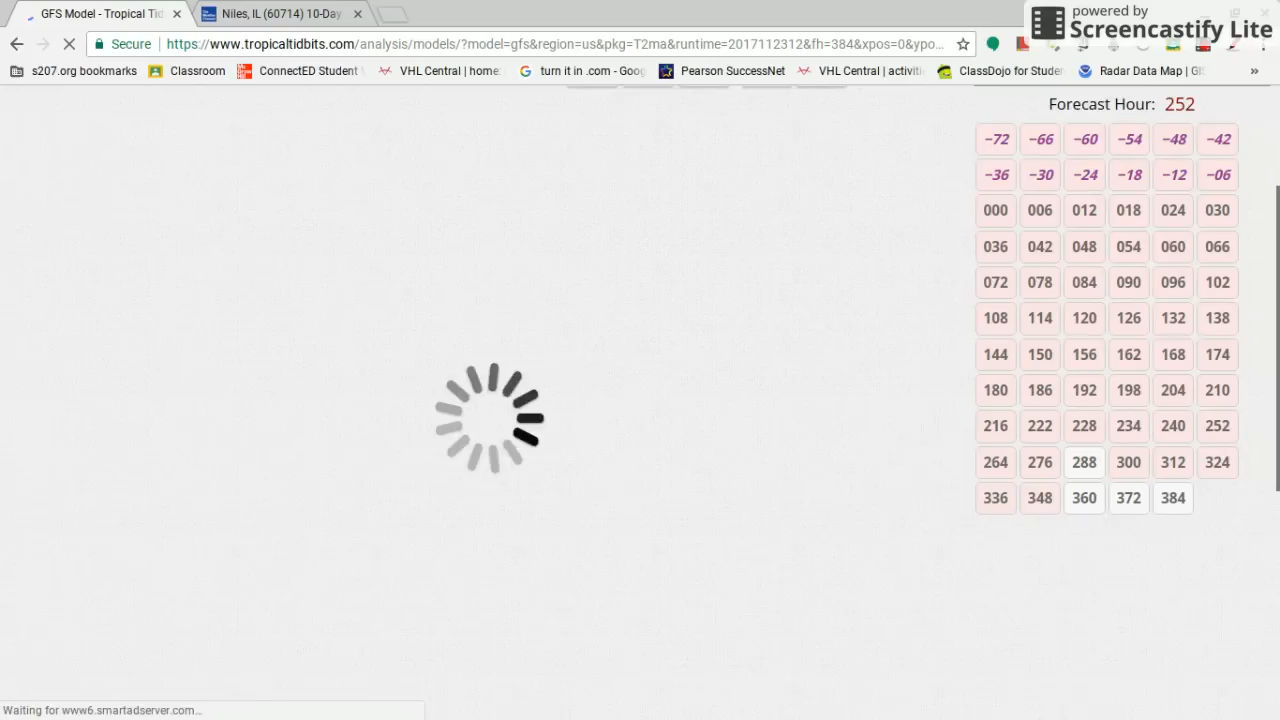 GFS Model - Tropical Tid
Niles, IL (60714) 10-Day
powered by
Screencastify Lite
Secure
https://www.tropicaltidbits.com/analysis/models/?model=gfs&region=us&pkg=T2ma&runtime=2017112312&fh=384&xpos=0&ypo...
s207.org bookmarks
Classroom
ConnectED Student
VHL Central | home
turn it in .com - Goog
Pearson SuccessNet
VHL Central | activiti
ClassDojo for Studen
Radar Data Map | GIS
»
Forecast Hour: 252
−72 −66 −60 −54 −48 −42
−36 −30 −24 −18 −12 −06
000 006 012 018 024 030
036 042 048 054 060 066
072 078 084 090 096 102
108 114 120 126 132 138
144 150 156 162 168 174
180 186 192 198 204 210
216 222 228 234 240 252
264 276 288 300 312 324
336 348 360 372 384
Waiting for www6.smartadserver.com...